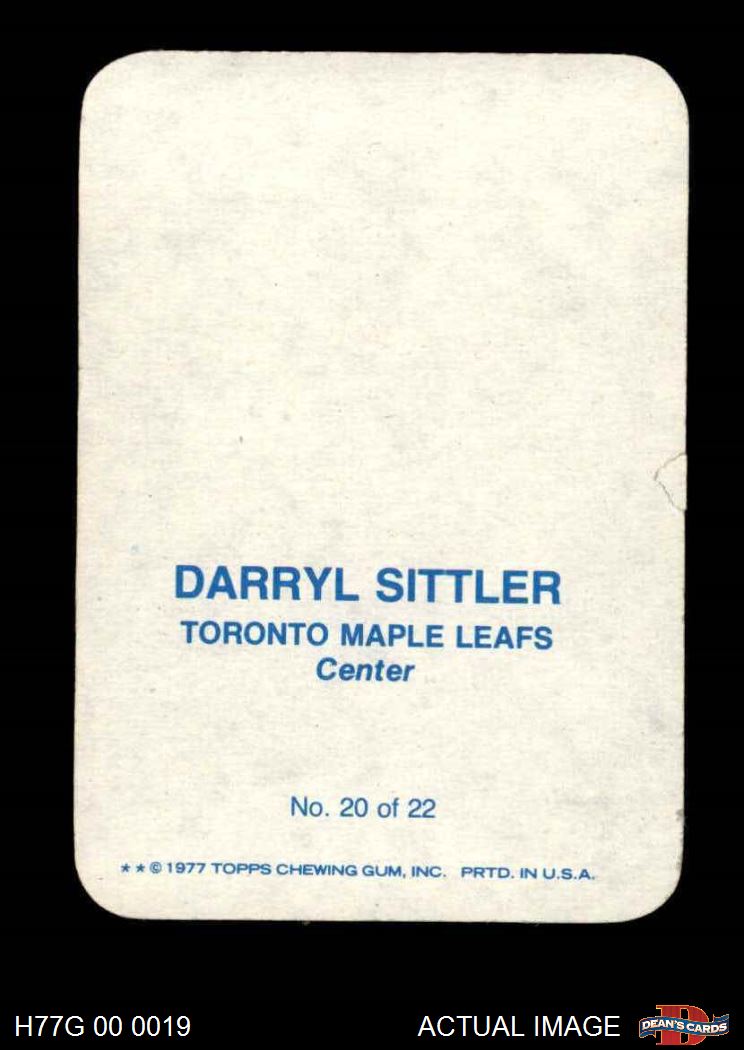 DARRYL SITTLER
TORONTO MAPLE LEAFS
Center
No. 20 of 22
* * © 1977 TOPPS CHEWING GUM, INC. PRTD. IN U.S.A.
H77G 00 0019
ACTUAL IMAGE
D
DEAN'S CARDS